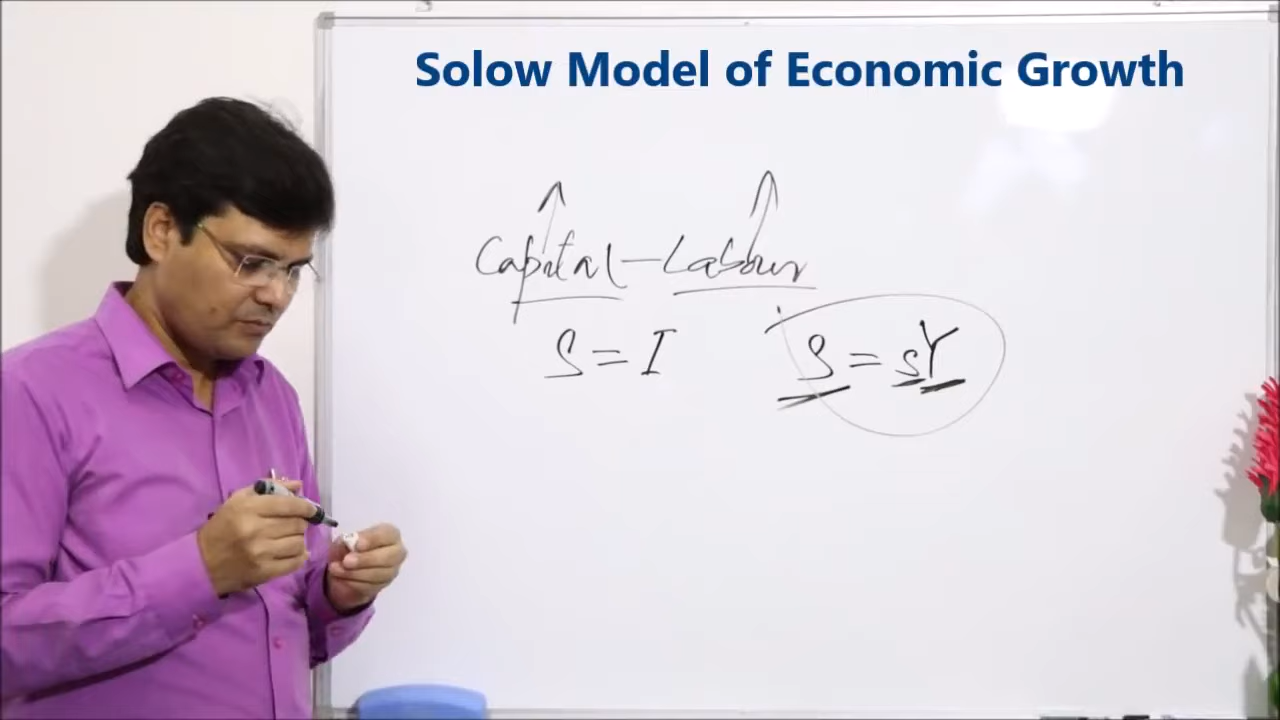 Solow Model of Economic Growth
Capital - Labour
S = I S = sY